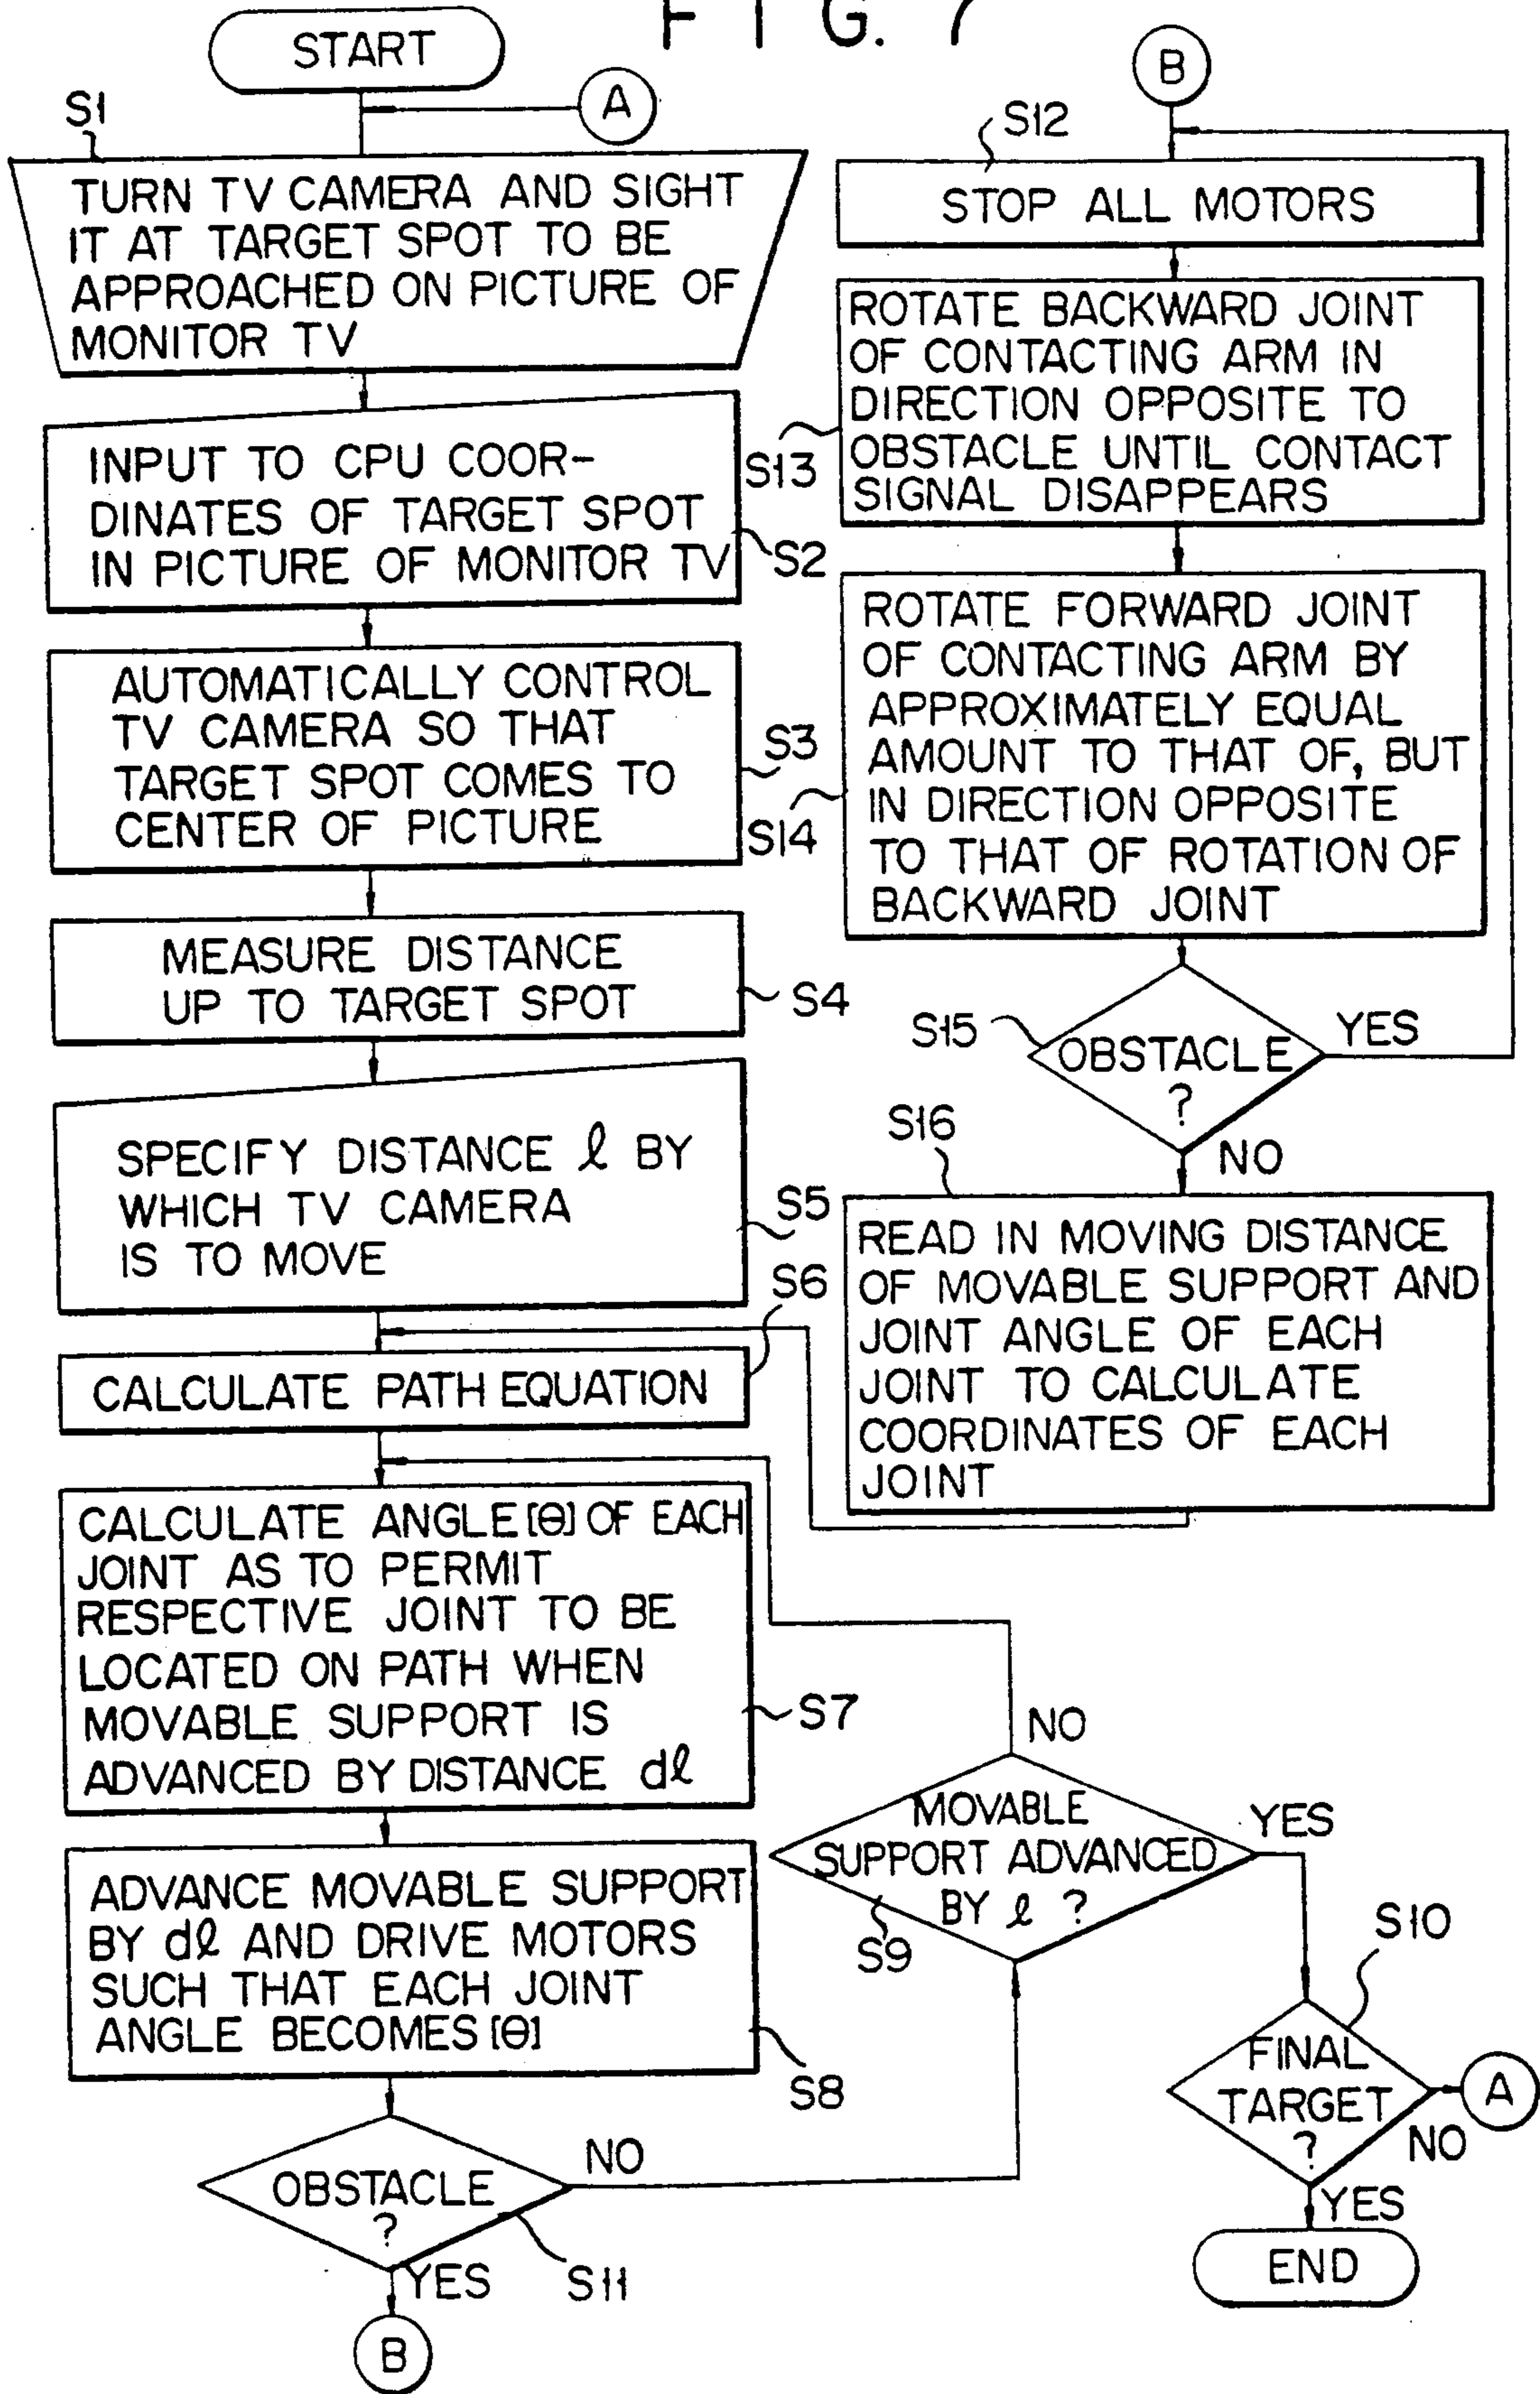 FIG. 7
START
A
S1
TURN TV CAMERA AND SIGHT
IT AT TARGET SPOT TO BE
APPROACHED ON PICTURE OF
MONITOR TV
INPUT TO CPU COOR-
DINATES OF TARGET SPOT
IN PICTURE OF MONITOR TV
S2
AUTOMATICALLY CONTROL
TV CAMERA SO THAT
TARGET SPOT COMES TO
CENTER OF PICTURE
S3
MEASURE DISTANCE
UP TO TARGET SPOT
S4
SPECIFY DISTANCE ℓ BY
WHICH TV CAMERA
IS TO MOVE
S5
S6
CALCULATE PATH EQUATION
CALCULATE ANGLE [θ] OF EACH
JOINT AS TO PERMIT
RESPECTIVE JOINT TO BE
LOCATED ON PATH WHEN
MOVABLE SUPPORT IS
ADVANCED BY DISTANCE dℓ
S7
ADVANCE MOVABLE SUPPORT
BY dℓ AND DRIVE MOTORS
SUCH THAT EACH JOINT
ANGLE BECOMES [θ]
S8
OBSTACLE
?
NO
YES
S11
B
B
S12
STOP ALL MOTORS
ROTATE BACKWARD JOINT
OF CONTACTING ARM IN
DIRECTION OPPOSITE TO
OBSTACLE UNTIL CONTACT
SIGNAL DISAPPEARS
S13
ROTATE FORWARD JOINT
OF CONTACTING ARM BY
APPROXIMATELY EQUAL
AMOUNT TO THAT OF, BUT
IN DIRECTION OPPOSITE
TO THAT OF ROTATION OF
BACKWARD JOINT
S14
S15
OBSTACLE
?
YES
NO
S16
READ IN MOVING DISTANCE
OF MOVABLE SUPPORT AND
JOINT ANGLE OF EACH
JOINT TO CALCULATE
COORDINATES OF EACH
JOINT
NO
MOVABLE
SUPPORT ADVANCED
BY ℓ ?
YES
S9
S10
FINAL
TARGET
?
A
NO
YES
END